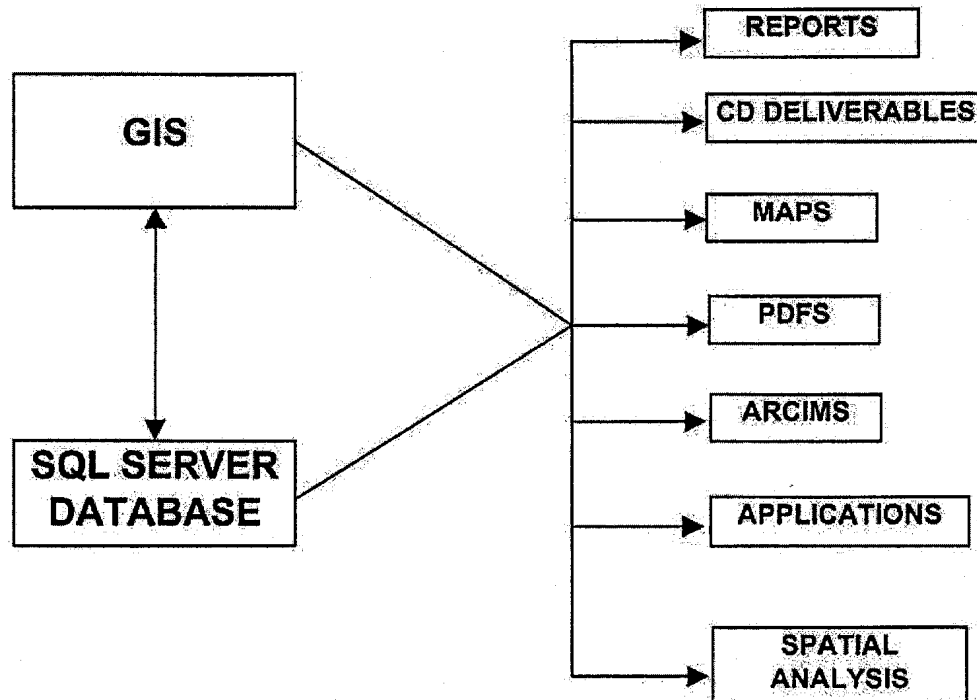 GIS
SQL SERVER
DATABASE
REPORTS
CD DELIVERABLES
MAPS
PDFS
ARCIMS
APPLICATIONS
SPATIAL
ANALYSIS